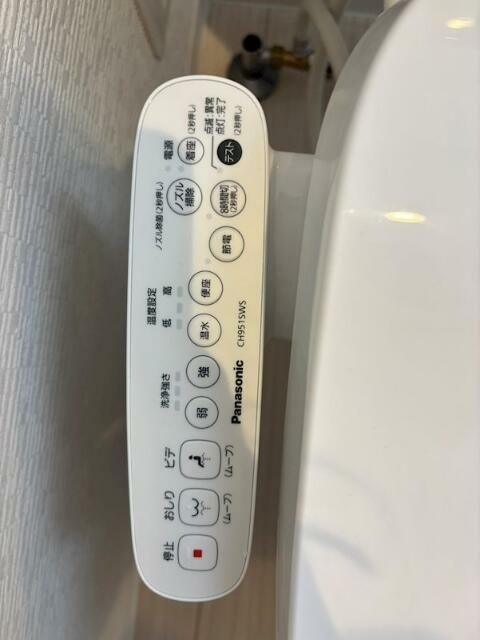 停止
おしり
(ムーブ)
ビデ
(ムーブ)
洗浄強さ
弱
強
温度設定
低 高
温水
便座
節電
8時間切
(2秒押し)
ノズル除菌(2秒押し)
ノズル
掃除
電源
着座
(2秒押し)
点滅:異常
点灯:完了
テスト
(2秒押し)
Panasonic
CH951SWS